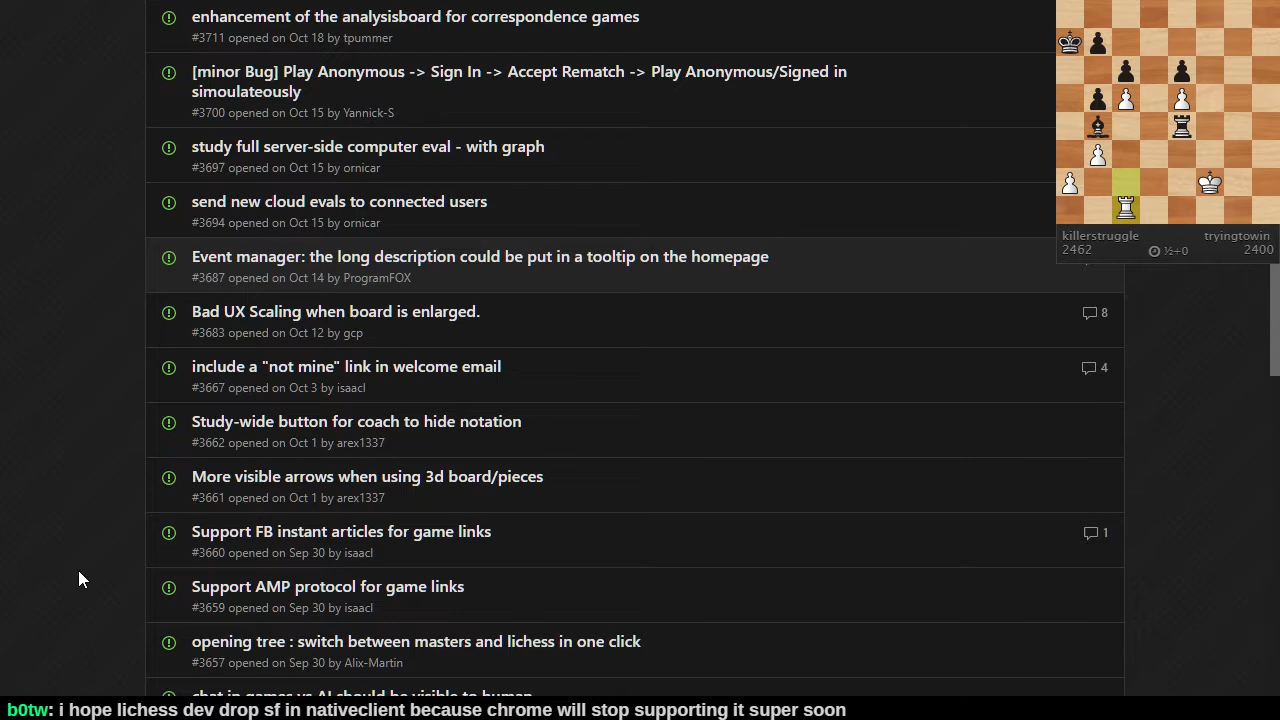 enhancement of the analysisboard for correspondence games
#3711 opened on Oct 18 by tpummer
[minor Bug] Play Anonymous -> Sign In -> Accept Rematch -> Play Anonymous/Signed in
simoulateously
#3700 opened on Oct 15 by Yannick-S
study full server-side computer eval - with graph
#3697 opened on Oct 15 by ornicar
send new cloud evals to connected users
#3694 opened on Oct 15 by ornicar
killerstruggle tryingtowin
2462 ½+0 2400
Event manager: the long description could be put in a tooltip on the homepage
#3687 opened on Oct 14 by ProgramFOX
Bad UX Scaling when board is enlarged. 8
#3683 opened on Oct 12 by gcp
include a "not mine" link in welcome email 4
#3667 opened on Oct 3 by isaacl
Study-wide button for coach to hide notation
#3662 opened on Oct 1 by arex1337
More visible arrows when using 3d board/pieces
#3661 opened on Oct 1 by arex1337
Support FB instant articles for game links 1
#3660 opened on Sep 30 by isaacl
Support AMP protocol for game links
#3659 opened on Sep 30 by isaacl
opening tree : switch between masters and lichess in one click
#3657 opened on Sep 30 by Alix-Martin
chat in games vs AI should be visible to human
b0tw: i hope lichess dev drop sf in nativeclient because chrome will stop supporting it super soon